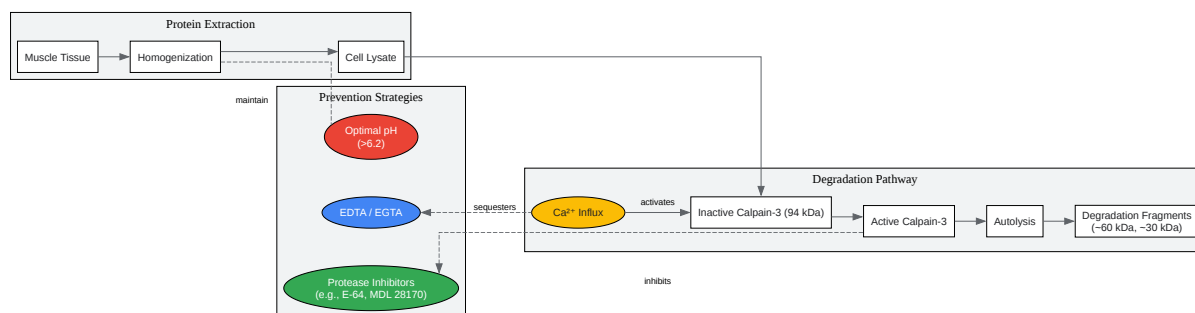 Protein Extraction
Muscle Tissue
Homogenization
Cell Lysate
maintain
Prevention Strategies
Optimal pH
(>6.2)
EDTA / EGTA
Protease Inhibitors
(e.g., E-64, MDL 28170)
sequesters
Degradation Pathway
Ca²⁺ Influx
activates
Inactive Calpain-3 (94 kDa)
Active Calpain-3
Autolysis
Degradation Fragments
(~60 kDa, ~30 kDa)
inhibits